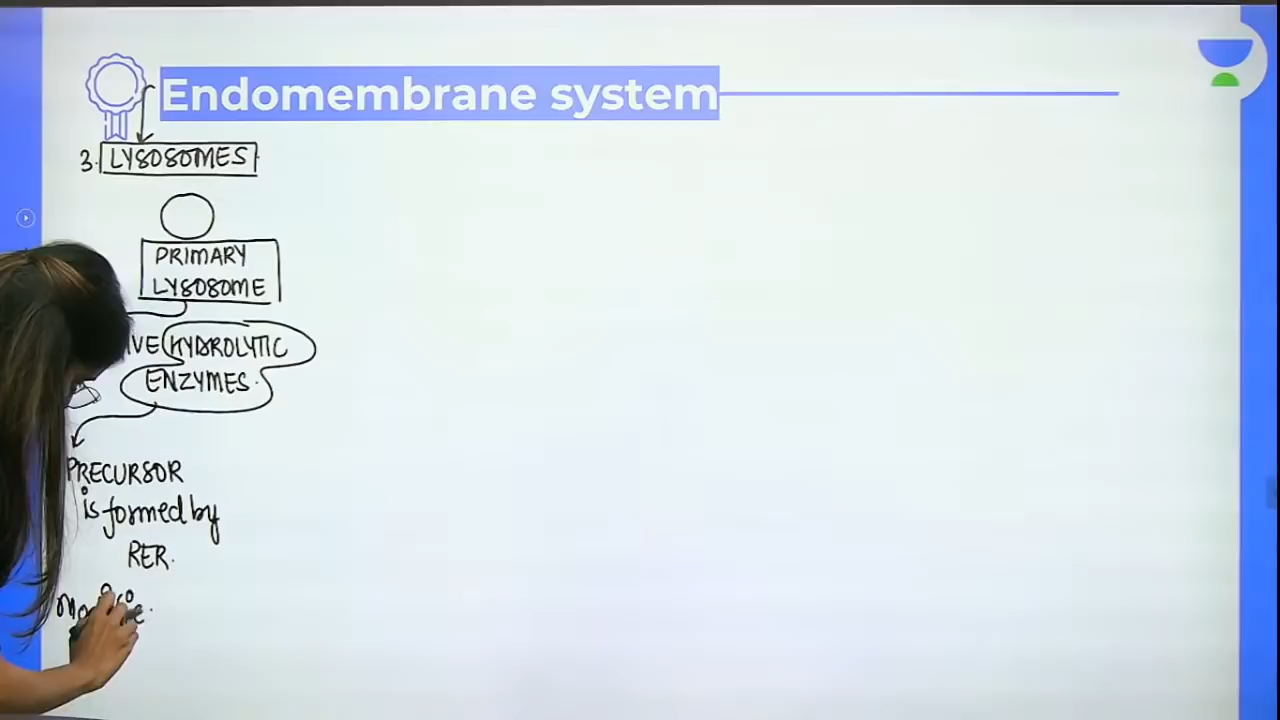 Endomembrane system
3. LYSOSOMES
PRIMARY
LYSOSOME
HYDROLYTIC
ENZYMES.
PRECURSOR
is formed by
RER.